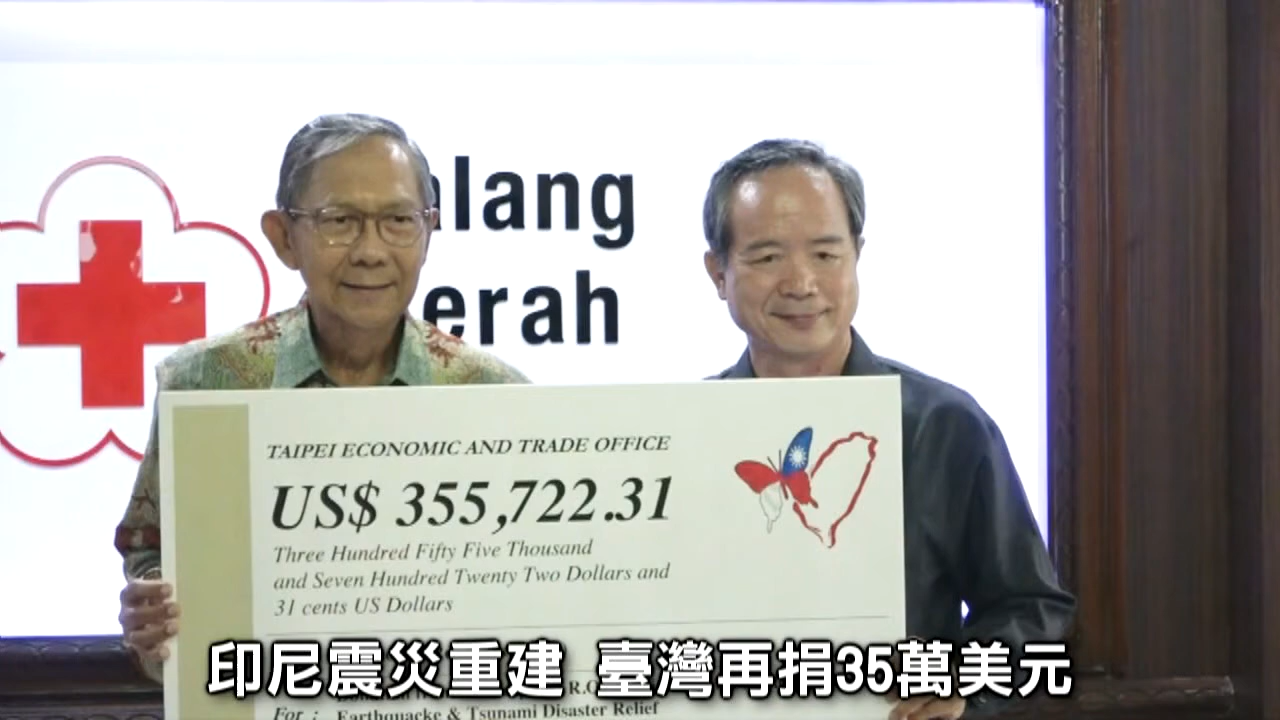 alang
erah
TAIPEI ECONOMIC AND TRADE OFFICE
US$ 355,722.31
Three Hundred Fifty Five Thousand
and Seven Hundred Twenty Two Dollars and
31 cents US Dollars
印尼震災重建 臺灣再捐35萬美元
For : Earthquacke & Tsunami Disaster Relief